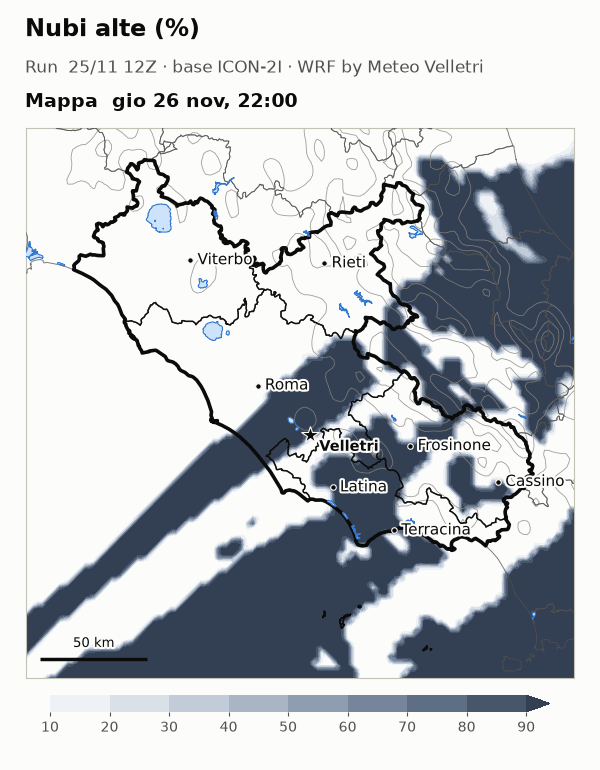 Nubi alte (%)
Run 25/11 12Z · base ICON-2I · WRF by Meteo Velletri
Mappa gio 26 nov, 22:00
Viterbo
Rieti
Roma
Velletri
Frosinone
Cassino
Latina
Terracina
50 km
10 20 30 40 50 60 70 80 90